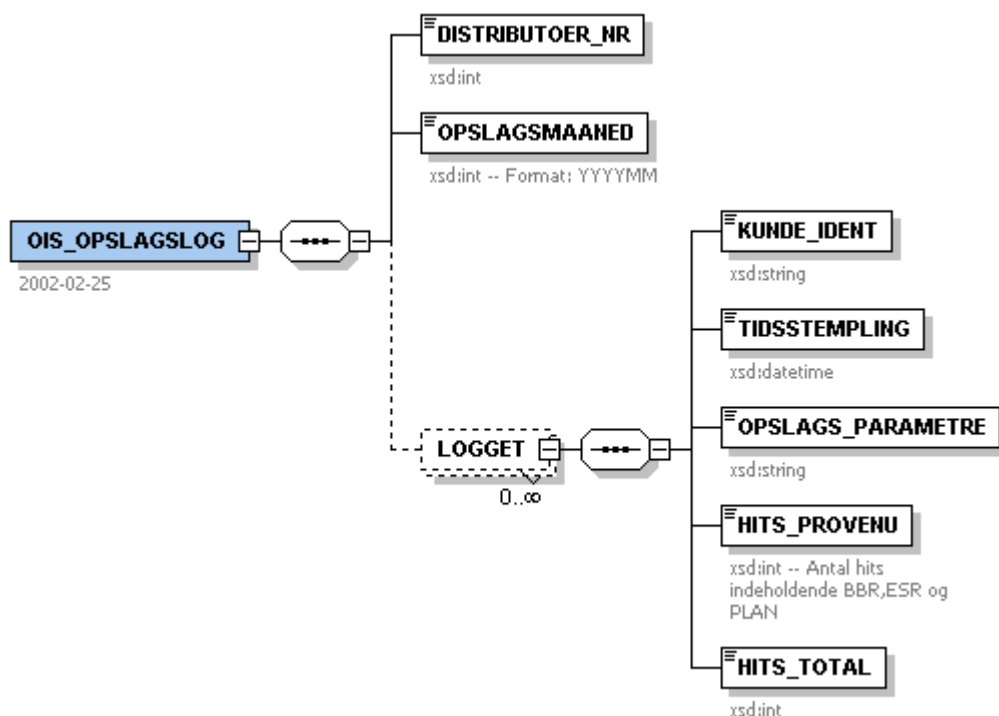 DISTRIBUTOER_NR
xsd:int
OPSLAGSMAANED
xsd:int -- Format: YYYYMM
OIS_OPSLAGSLOG
2002-02-25
LOGGET
0..∞
KUNDE_IDENT
xsd:string
TIDSSTEMPLING
xsd:datetime
OPSLAGS_PARAMETRE
xsd:string
HITS_PROVENU
xsd:int -- Antal hits
indeholdende BBR,ESR og
PLAN
HITS_TOTAL
xsd:int